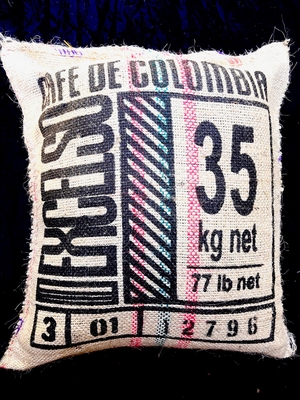 CAFE DE COLOMBIA
EXCELSO
35
kg net
77 lb net
3 01 12796